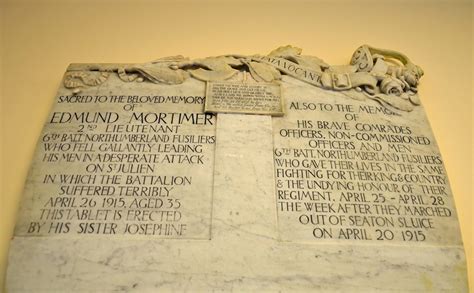 SACRED TO THE BELOVED MEMORY OF
EDMUND MORTIMER
2ND LIEUTENANT
6TH BATT. NORTHUMBERLAND FUSILIERS
WHO FELL GALLANTLY LEADING
HIS MEN IN A DESPERATE ATTACK
ON ST JULIEN
IN WHICH THE BATTALION
SUFFERED TERRIBLY
APRIL 26 1915, AGED 35
THIS TABLET IS ERECTED
BY HIS SISTER JOSEPHINE
ALSO TO THE MEMORY OF
HIS BRAVE COMRADES
OFFICERS, NON-COMMISSIONED
OFFICERS AND MEN
6TH BATT. NORTHUMBERLAND FUSILIERS
WHO GAVE THEIR LIVES IN THE SAME
FIGHTING FOR THEIR KING & COUNTRY
& THE UNDYING HONOUR OF THEIR
REGIMENT, APRIL 25 - APRIL 28
THE WEEK AFTER THEY MARCHED
OUT OF SEATON SLUICE
ON APRIL 20 1915